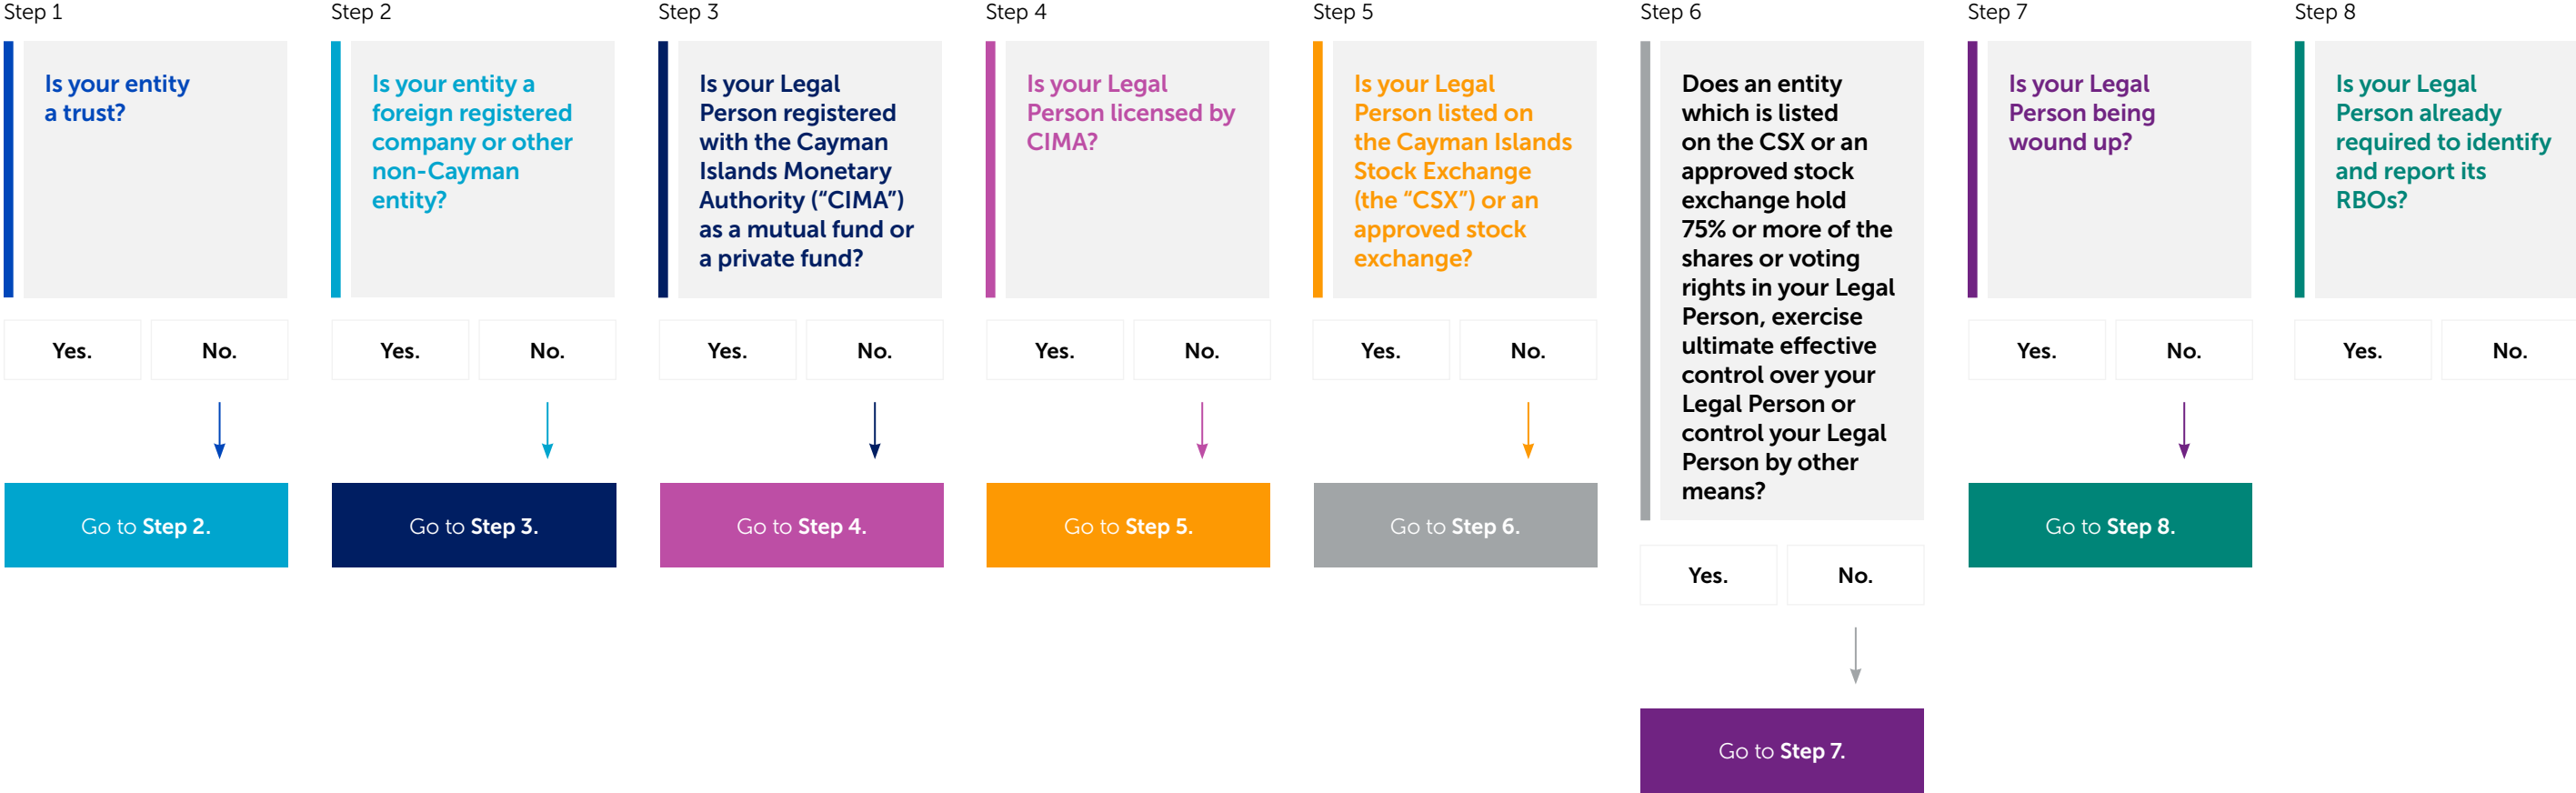 Step 1
Is your entity
a trust?
Yes.
No.
Go to Step 2.
Step 2
Is your entity a
foreign registered
company or other
non-Cayman
entity?
Yes.
No.
Go to Step 3.
Step 3
Is your Legal
Person registered
with the Cayman
Islands Monetary
Authority (“CIMA”)
as a mutual fund or
a private fund?
Yes.
No.
Go to Step 4.
Step 4
Is your Legal
Person licensed by
CIMA?
Yes.
No.
Go to Step 5.
Step 5
Is your Legal
Person listed on
the Cayman Islands
Stock Exchange
(the “CSX”) or an
approved stock
exchange?
Yes.
No.
Go to Step 6.
Step 6
Does an entity
which is listed
on the CSX or an
approved stock
exchange hold
75% or more of the
shares or voting
rights in your Legal
Person, exercise
ultimate effective
control over your
Legal Person or
control your Legal
Person by other
means?
Yes.
No.
Go to Step 7.
Step 7
Is your Legal
Person being
wound up?
Yes.
No.
Go to Step 8.
Step 8
Is your Legal
Person already
required to identify
and report its
RBOs?
Yes.
No.